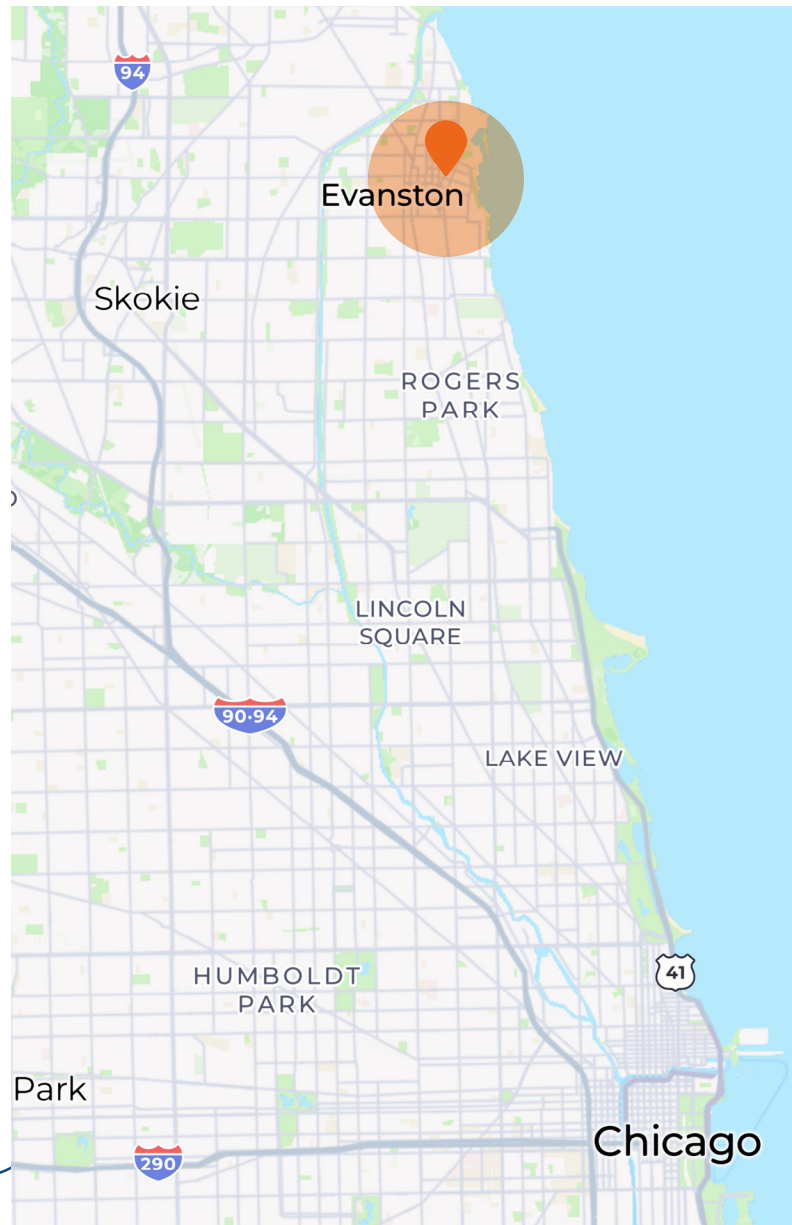 94
Evanston
Skokie
ROGERS
PARK
LINCOLN
SQUARE
90·94
LAKE VIEW
HUMBOLDT
PARK
41
Park
Chicago
290